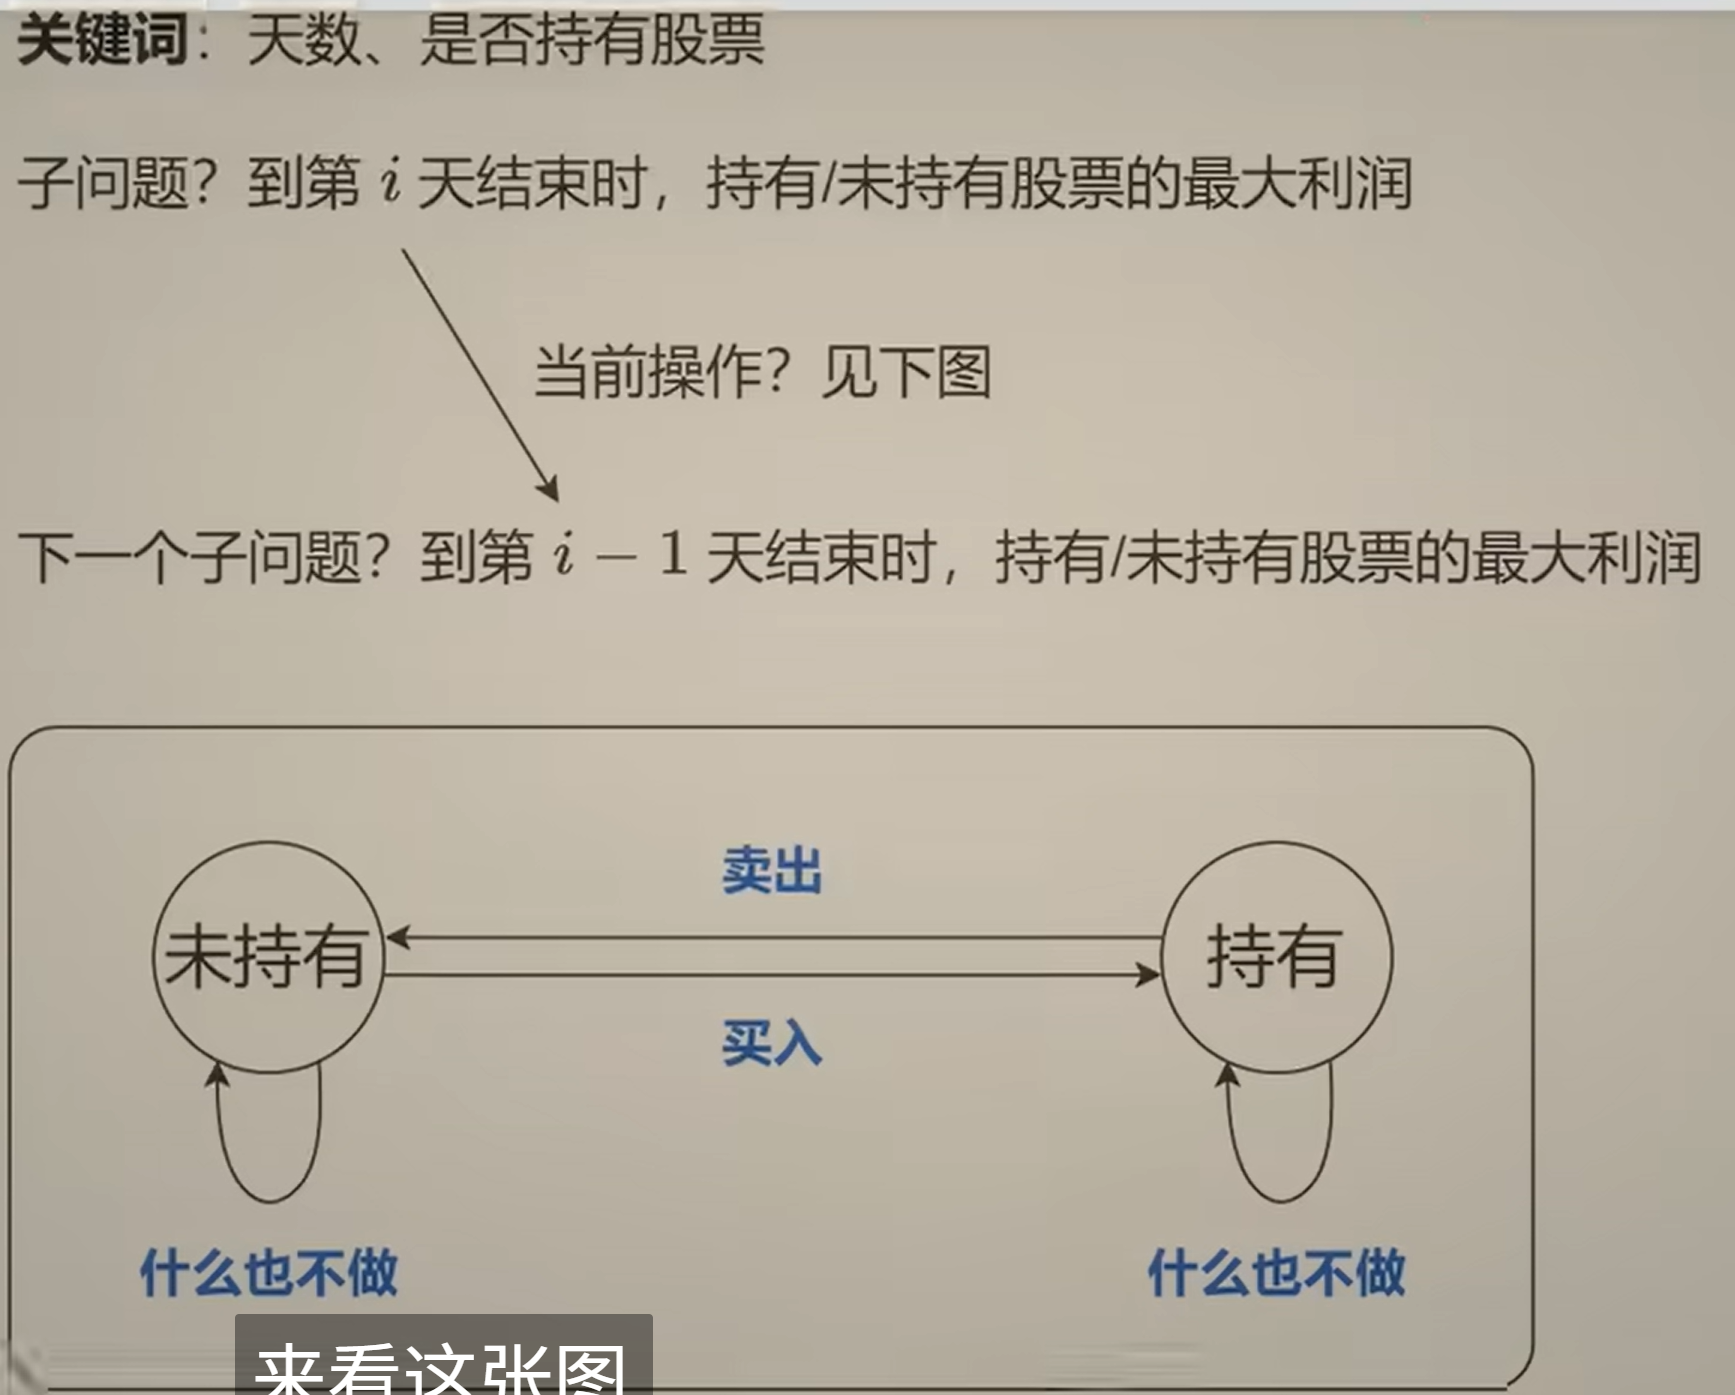 关键词：天数、是否持有股票
子问题？到第 i 天结束时，持有/未持有股票的最大利润
当前操作？见下图
下一个子问题？到第 i − 1 天结束时，持有/未持有股票的最大利润
卖出
未持有
持有
买入
什么也不做
什么也不做
来看这张图